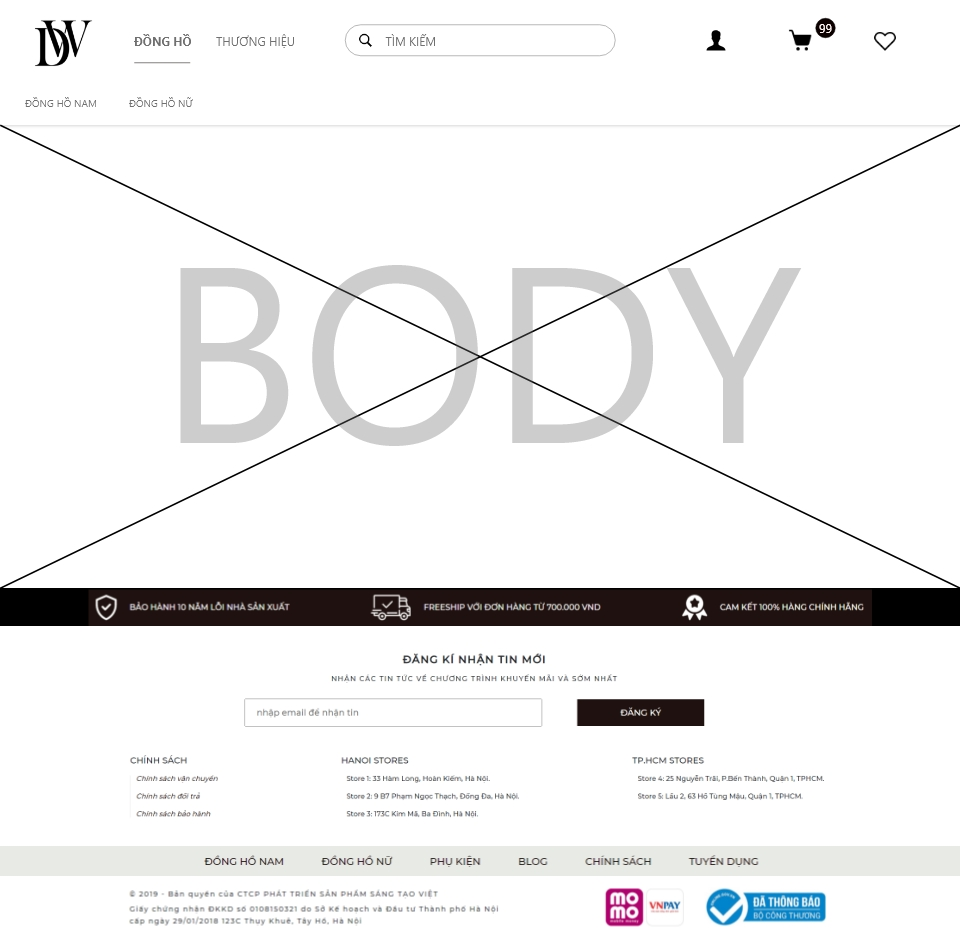 DW
ĐỒNG HỒ THƯƠNG HIỆU TÌM KIẾM 99
ĐỒNG HỒ NAM ĐỒNG HỒ NỮ
BODY
BẢO HÀNH 10 NĂM LỖI NHÀ SẢN XUẤT FREESHIP VỚI ĐƠN HÀNG TỪ 700.000 VND CAM KẾT 100% HÀNG CHÍNH HÃNG
ĐĂNG KÍ NHẬN TIN MỚI
NHẬN CÁC TIN TỨC VỀ CHƯƠNG TRÌNH KHUYẾN MÃI VÀ SỚM NHẤT
nhập email để nhận tin ĐĂNG KÝ
CHÍNH SÁCH
Chính sách vận chuyển
Chính sách đổi trả
Chính sách bảo hành
HANOI STORES
Store 1: 33 Hàm Long, Hoàn Kiếm, Hà Nội.
Store 2: 9 B7 Phạm Ngọc Thạch, Đống Đa, Hà Nội.
Store 3: 173C Kim Mã, Ba Đình, Hà Nội.
TP.HCM STORES
Store 4: 25 Nguyễn Trãi, P.Bến Thành, Quận 1, TPHCM.
Store 5: Lầu 2, 63 Hồ Tùng Mậu, Quận 1, TPHCM.
ĐỒNG HỒ NAM ĐỒNG HỒ NỮ PHỤ KIỆN BLOG CHÍNH SÁCH TUYỂN DỤNG
© 2019 - Bản quyền của CTCP PHÁT TRIỂN SẢN PHẨM SÁNG TẠO VIỆT
Giấy chứng nhận ĐKKD số 0108150321 do Sở Kế hoạch và Đầu tư Thành phố Hà Nội
cấp ngày 29/01/2018 123C Thụy Khuê, Tây Hồ, Hà Nội
mo
mo
VNPAY
ĐÃ THÔNG BÁO
BỘ CÔNG THƯƠNG